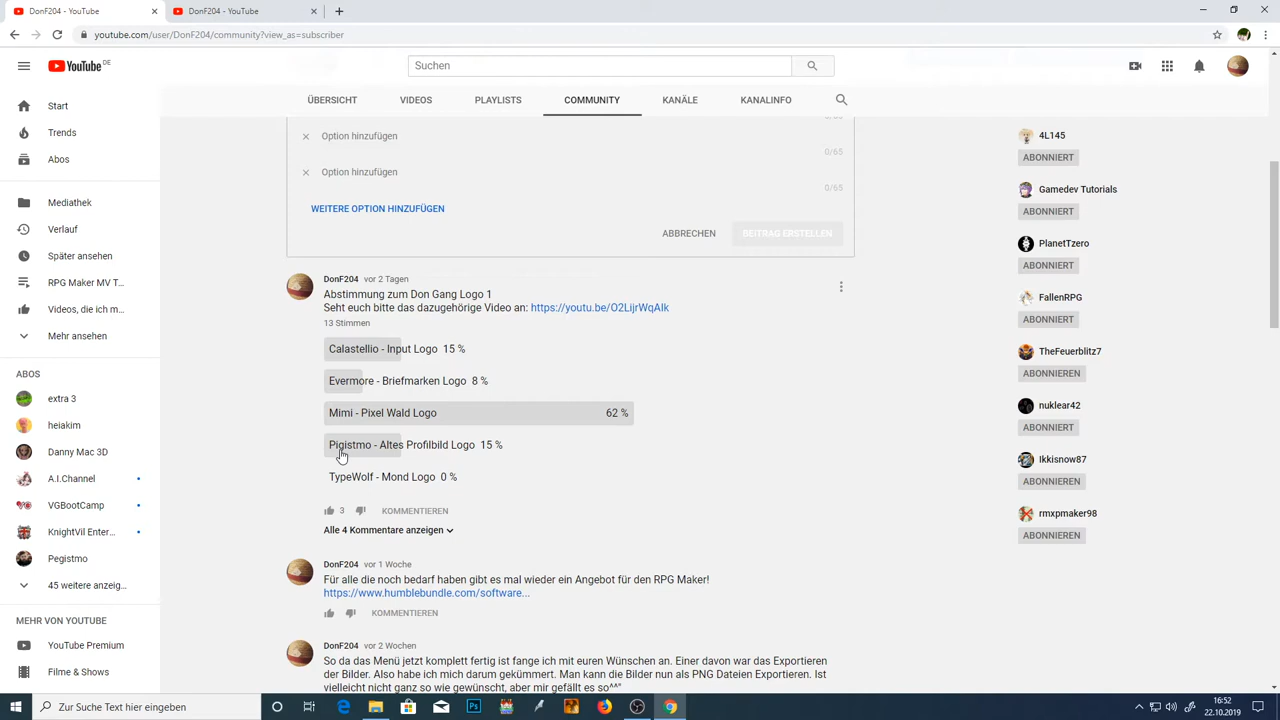 DonF204 - YouTube
DonF204 - YouTube
youtube.com/user/DonF204/community?view_as=subscriber
YouTube DE
Suchen
ÜBERSICHT
VIDEOS
PLAYLISTS
COMMUNITY
KANÄLE
KANALINFO
Start
Trends
Abos
Mediathek
Verlauf
Später ansehen
RPG Maker MV T...
Videos, die ich m...
Mehr ansehen
ABOS
extra 3
heiakim
Danny Mac 3D
A.I.Channel
VGBootCamp
KnightVil Enter...
Pegistmo
45 weitere anzeig...
MEHR VON YOUTUBE
YouTube Premium
Filme & Shows
Option hinzufügen
0/65
Option hinzufügen
0/65
WEITERE OPTION HINZUFÜGEN
ABBRECHEN
BEITRAG ERSTELLEN
DonF204 vor 2 Tagen
Abstimmung zum Don Gang Logo 1
Seht euch bitte das dazugehörige Video an: https://youtu.be/O2LijrWqAIk
13 Stimmen
Calastellio - Input Logo 15 %
Evermore - Briefmarken Logo 8 %
Mimi - Pixel Wald Logo 62 %
Pigistmo - Altes Profilbild Logo 15 %
TypeWolf - Mond Logo 0 %
3 KOMMENTIEREN
Alle 4 Kommentare anzeigen
DonF204 vor 1 Woche
Für alle die noch bedarf haben gibt es mal wieder ein Angebot für den RPG Maker!
https://www.humblebundle.com/software...
KOMMENTIEREN
DonF204 vor 2 Wochen
So da das Menü jetzt komplett fertig ist fange ich mit euren Wünschen an. Einer davon war das Exportieren
der Bilder. Also habe ich mich darum gekümmert. Man kann die Bilder nun als PNG Dateien Exportieren. Ist
vielleicht nicht ganz so wie gewünscht, aber mir gefällt es so^^"
4L145
ABONNIERT
Gamedev Tutorials
ABONNIERT
PlanetTzero
ABONNIERT
FallenRPG
ABONNIERT
TheFeuerblitz7
ABONNIEREN
nuklear42
ABONNIEREN
Ikkisnow87
ABONNIEREN
rmxpmaker98
ABONNIEREN
Zur Suche Text hier eingeben
16:52
22.10.2019